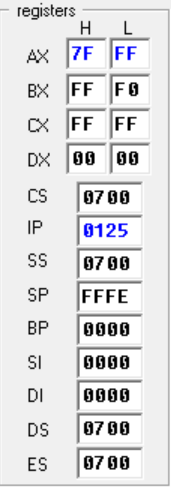 registers
H L
AX 7F FF
BX FF F0
CX FF FF
DX 00 00
CS 0700
IP 0125
SS 0700
SP FFFE
BP 0000
SI 0000
DI 0000
DS 0700
ES 0700